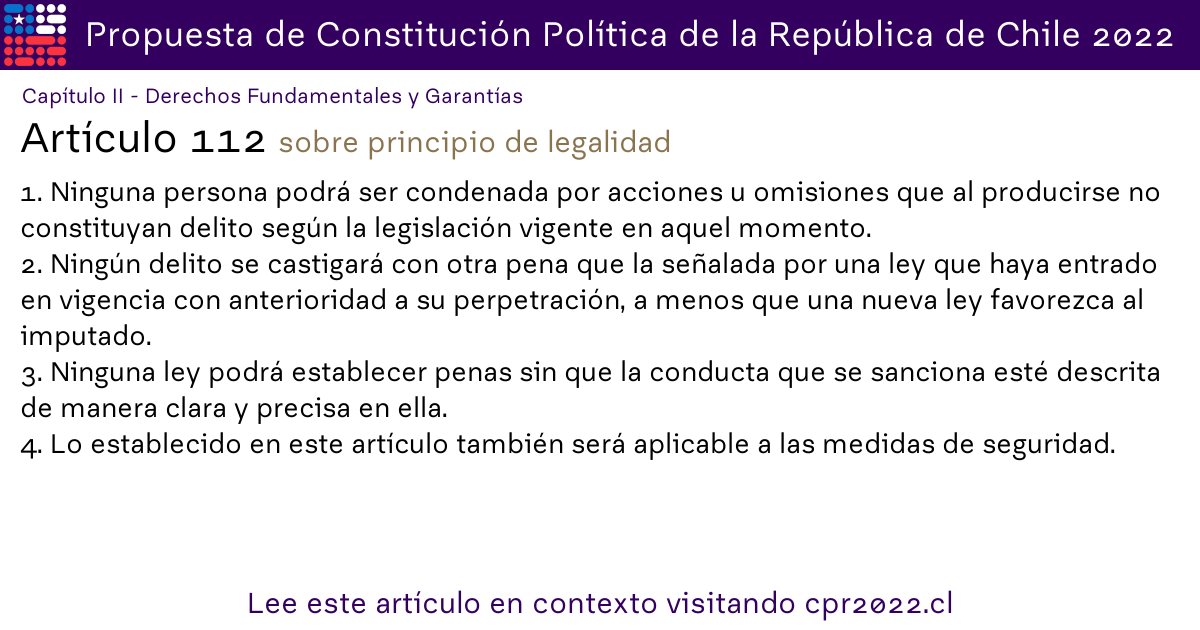 Propuesta de Constitución Política de la República de Chile 2022
Capítulo II - Derechos Fundamentales y Garantías
Artículo 112 sobre principio de legalidad
1. Ninguna persona podrá ser condenada por acciones u omisiones que al producirse no
constituyan delito según la legislación vigente en aquel momento.
2. Ningún delito se castigará con otra pena que la señalada por una ley que haya entrado
en vigencia con anterioridad a su perpetración, a menos que una nueva ley favorezca al
imputado.
3. Ninguna ley podrá establecer penas sin que la conducta que se sanciona esté descrita
de manera clara y precisa en ella.
4. Lo establecido en este artículo también será aplicable a las medidas de seguridad.
Lee este artículo en contexto visitando cpr2022.cl